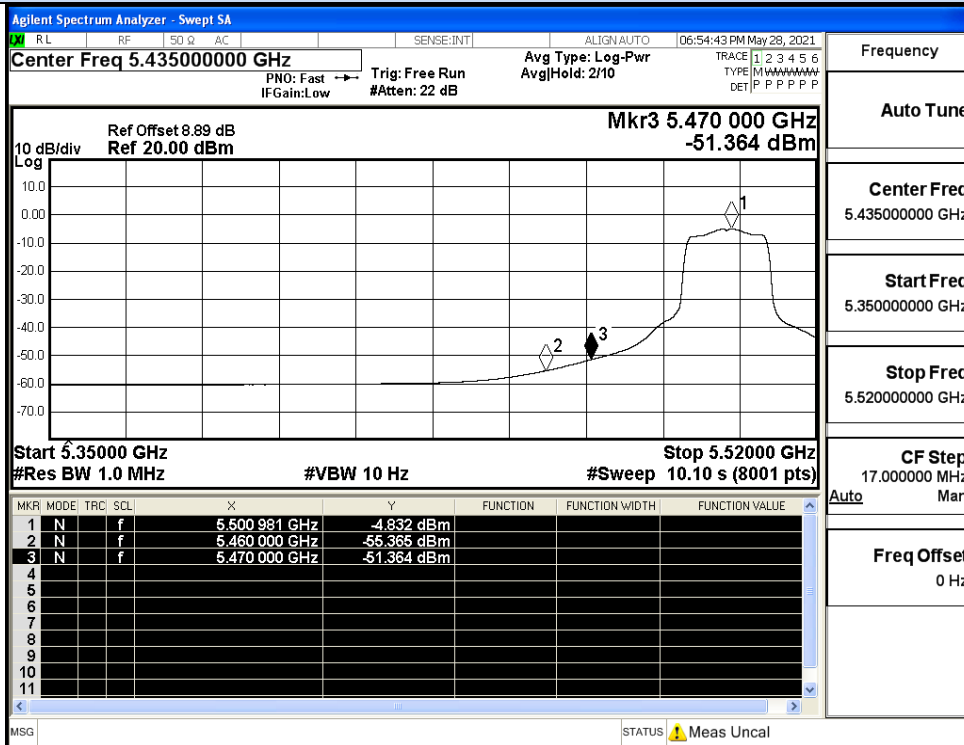 Agilent Spectrum Analyzer - Swept SA
LXI RL RF 50 Ω AC SENSE:INT ALIGN AUTO 06:54:43 PM May 28, 2021
Center Freq 5.435000000 GHz
PNO: Fast
IFGain:Low
Trig: Free Run
#Atten: 22 dB
Avg Type: Log-Pwr
Avg|Hold: 2/10
TRACE 1 2 3 4 5 6
TYPE M WWWWW
DET P P P P P P
Mkr3 5.470 000 GHz
-51.364 dBm
Ref Offset 8.89 dB
10 dB/div Ref 20.00 dBm
Log
10.0
0.00
-10.0
-20.0
-30.0
-40.0
-50.0
-60.0
-70.0
1
2
3
Start 5.35000 GHz Stop 5.52000 GHz
#Res BW 1.0 MHz #VBW 10 Hz #Sweep 10.10 s (8001 pts)
MKR MODE TRC SCL X Y FUNCTION FUNCTION WIDTH FUNCTION VALUE
1 N f 5.500 981 GHz -4.832 dBm
2 N f 5.460 000 GHz -55.365 dBm
3 N f 5.470 000 GHz -51.364 dBm
4
5
6
7
8
9
10
11
MSG STATUS Meas Uncal
Frequency
Auto Tune
Center Freq
5.435000000 GHz
Start Freq
5.350000000 GHz
Stop Freq
5.520000000 GHz
CF Step
17.000000 MHz
Auto Man
Freq Offset
0 Hz